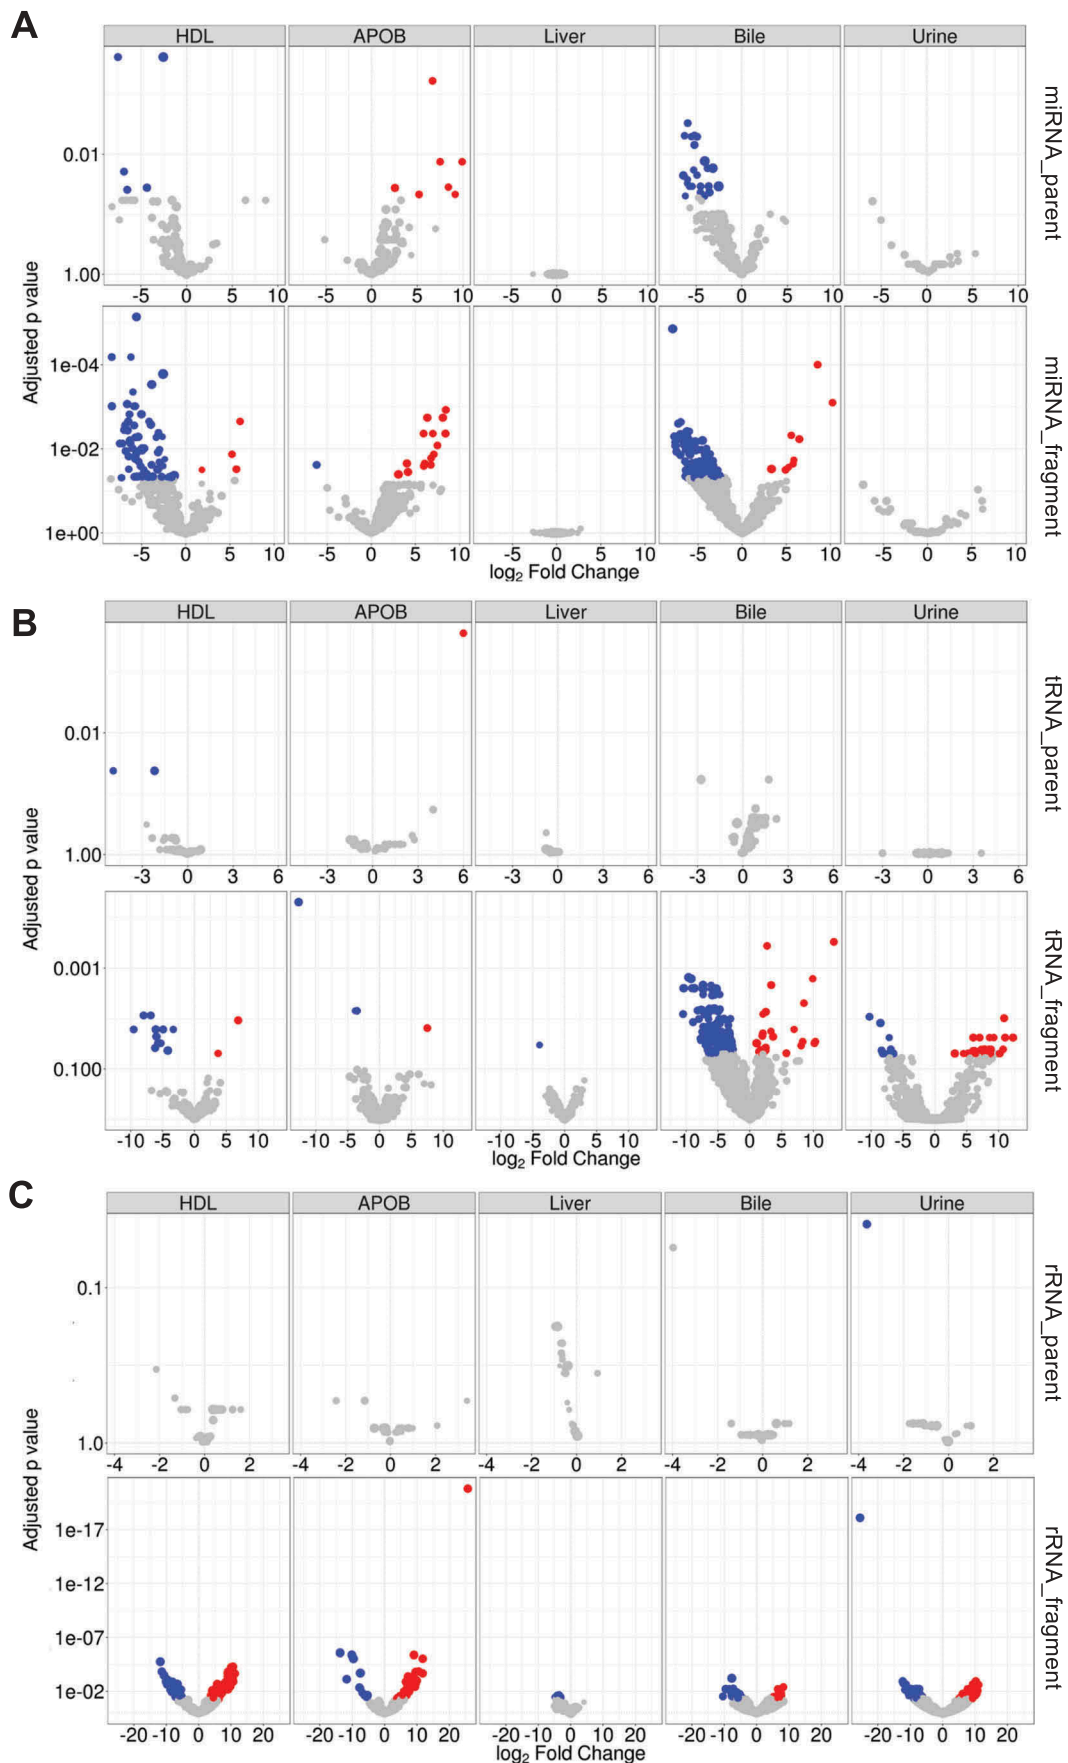 A
HDL APOB Liver Bile Urine
miRNA_parent
0.01
1.00
-5 0 5 10 -5 0 5 10 -5 0 5 10 -5 0 5 10 -5 0 5 10
Adjusted p value
miRNA_fragment
1e-04
1e-02
1e+00
-5 0 5 10 -5 0 5 10 -5 0 5 10 -5 0 5 10 -5 0 5 10
log2 Fold Change
B
HDL APOB Liver Bile Urine
tRNA_parent
0.01
1.00
-3 0 3 6 -3 0 3 6 -3 0 3 6 -3 0 3 6 -3 0 3 6
Adjusted p value
tRNA_fragment
0.001
0.100
-10 -5 0 5 10 -10 -5 0 5 10 -10 -5 0 5 10 -10 -5 0 5 10 -10 -5 0 5 10
log2 Fold Change
C
HDL APOB Liver Bile Urine
rRNA_parent
0.1
1.0
-4 -2 0 2 -4 -2 0 2 -4 -2 0 2 -4 -2 0 2 -4 -2 0 2
Adjusted p value
rRNA_fragment
1e-17
1e-12
1e-07
1e-02
-20 -10 0 10 20 -20 -10 0 10 20 -20 -10 0 10 20 -20 -10 0 10 20 -20 -10 0 10 20
log2 Fold Change